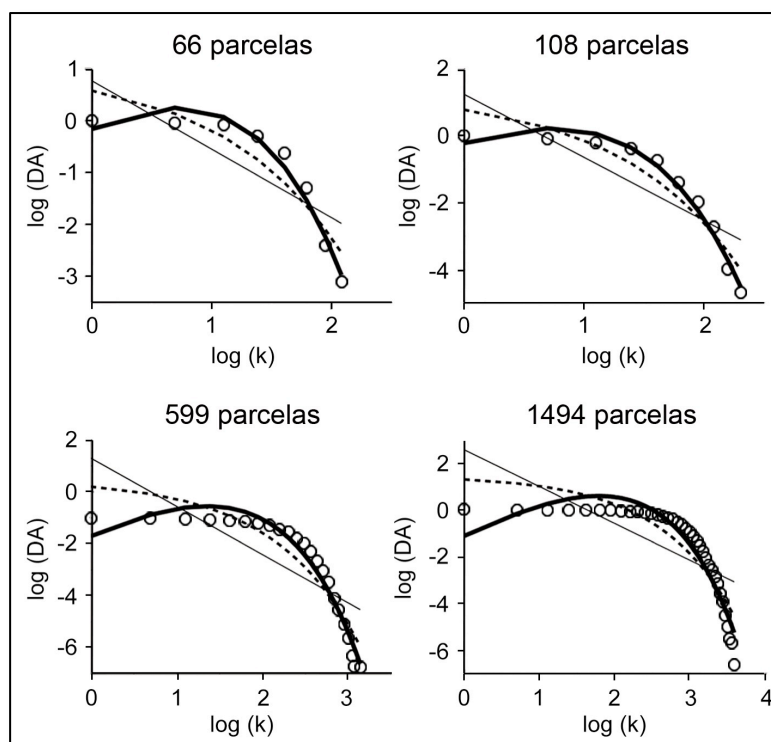 66 parcelas
108 parcelas
1
0
-1
-2
-3
log (DA)
0
1
2
log (k)
2
0
-2
-4
log (DA)
0
1
2
log (k)
599 parcelas
1494 parcelas
2
0
-2
-4
-6
log (DA)
0
1
2
3
log (k)
2
0
-2
-4
-6
log (DA)
0
1
2
3
4
log (k)